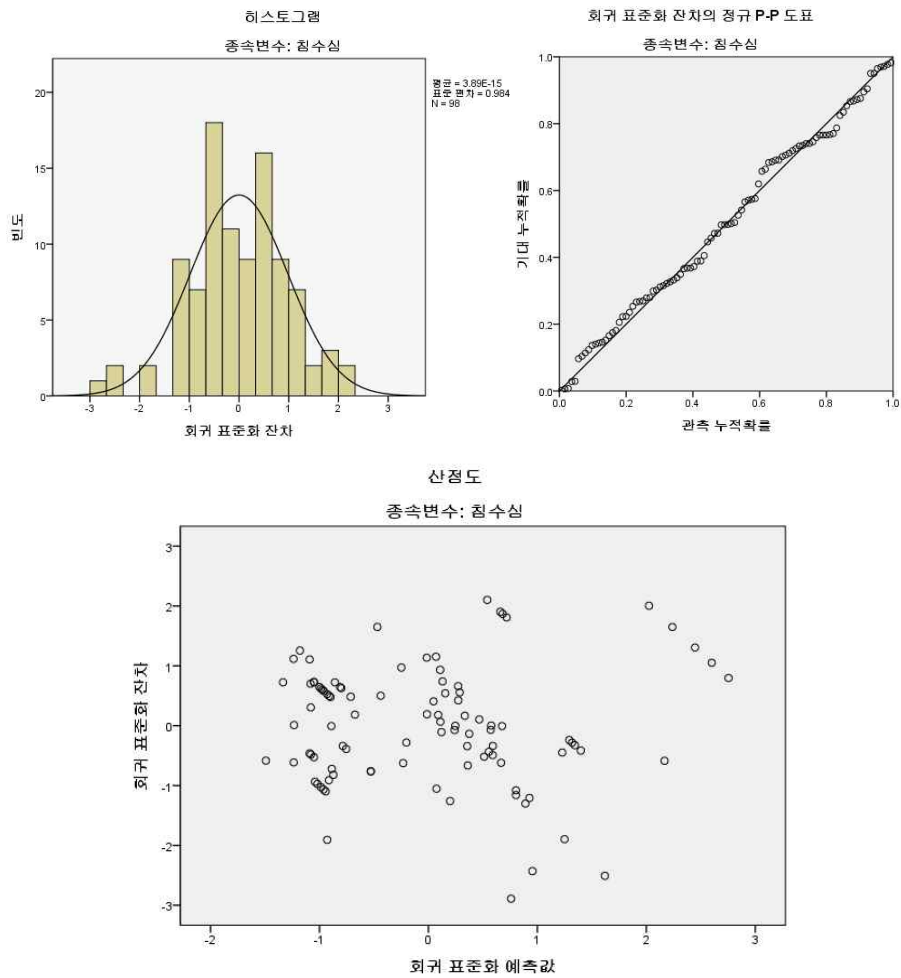 히스토그램
종속변수: 침수심
평균 = 3.89E-15
표준 편차 = 0.984
N = 98
빈도
20
15
10
5
0
-3 -2 -1 0 1 2 3
회귀 표준화 잔차
회귀 표준화 잔차의 정규 P-P 도표
종속변수: 침수심
기대 누적확률
1.0
0.8
0.6
0.4
0.2
0.0
0.0 0.2 0.4 0.6 0.8 1.0
관측 누적확률
산점도
종속변수: 침수심
회귀 표준화 잔차
3
2
1
0
-1
-2
-3
-2 -1 0 1 2 3
회귀 표준화 예측값